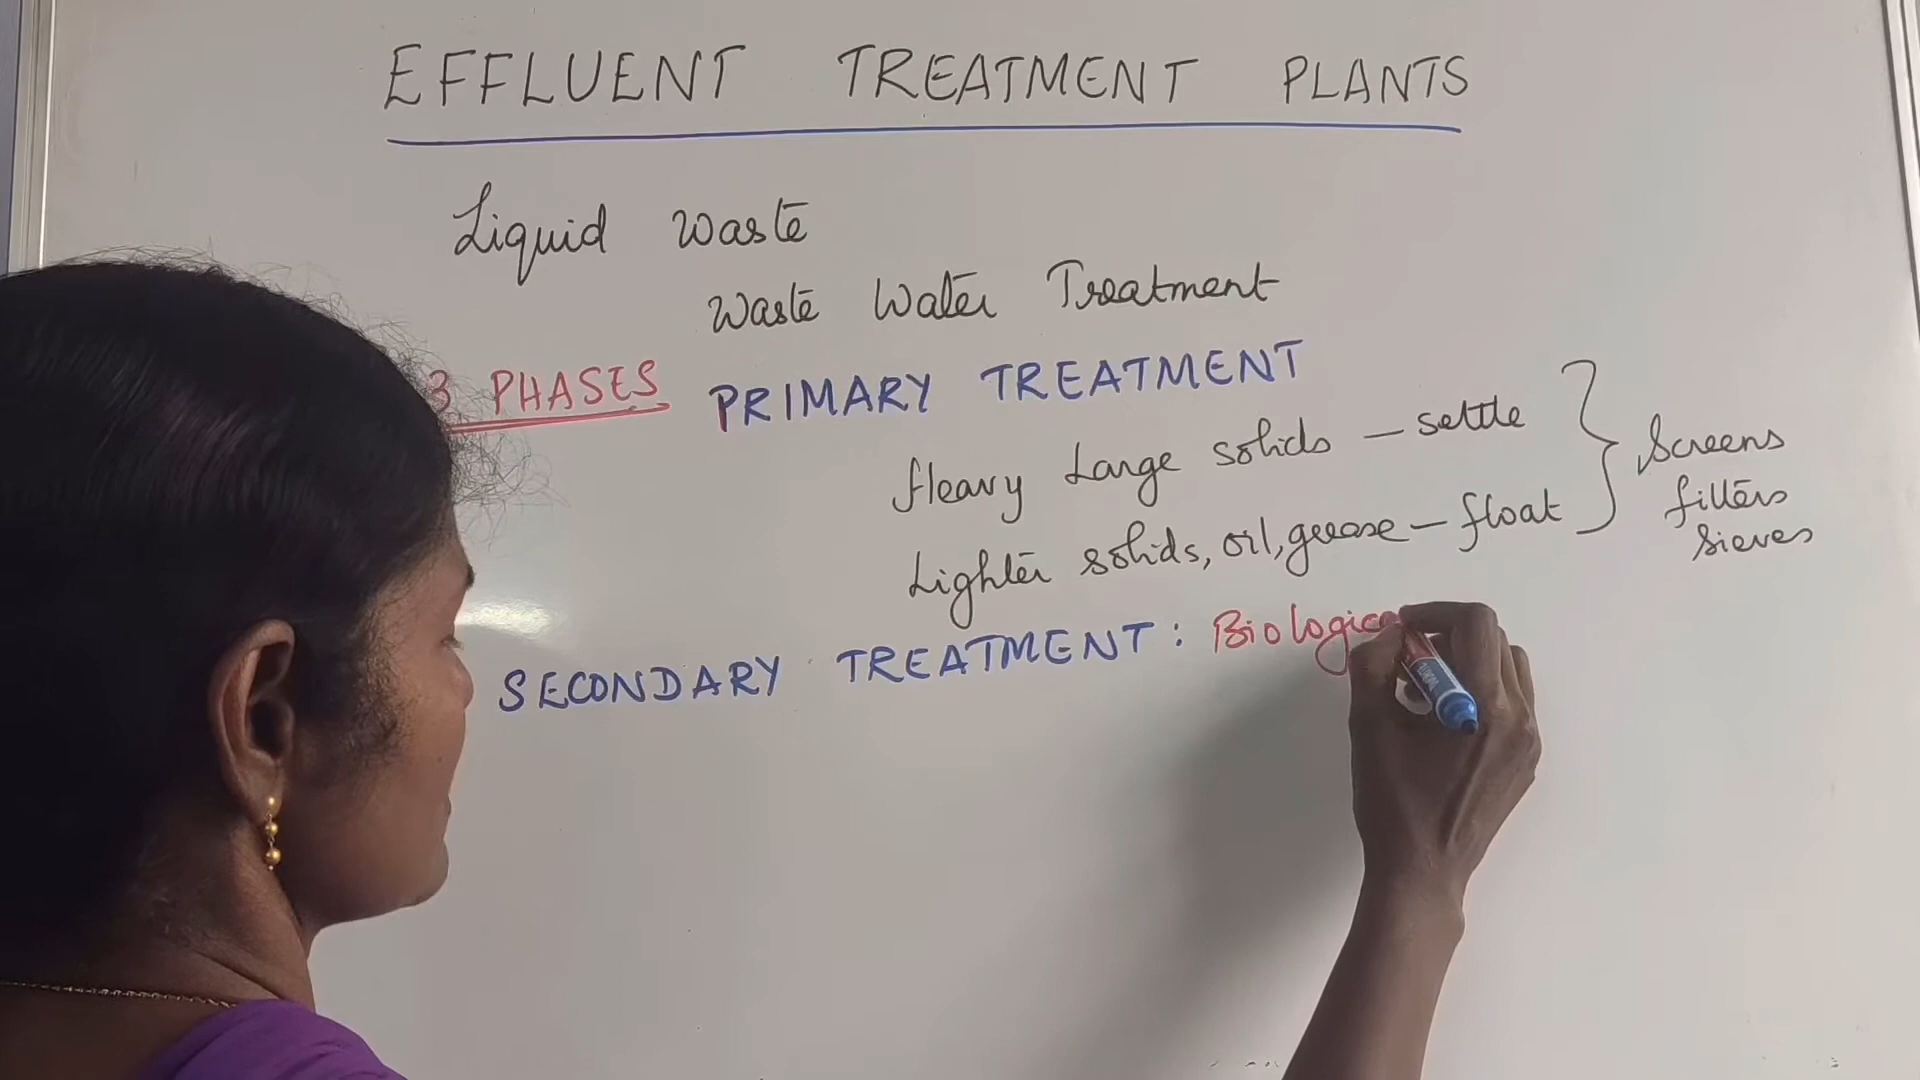 EFFLUENT TREATMENT PLANTS
Liquid Waste
Waste Water Treatment
3 PHASES PRIMARY TREATMENT
Heavy Large solids – settle
Lighter solids, oil, grease – float
Screens
filters
Sieves
SECONDARY TREATMENT : Biologica